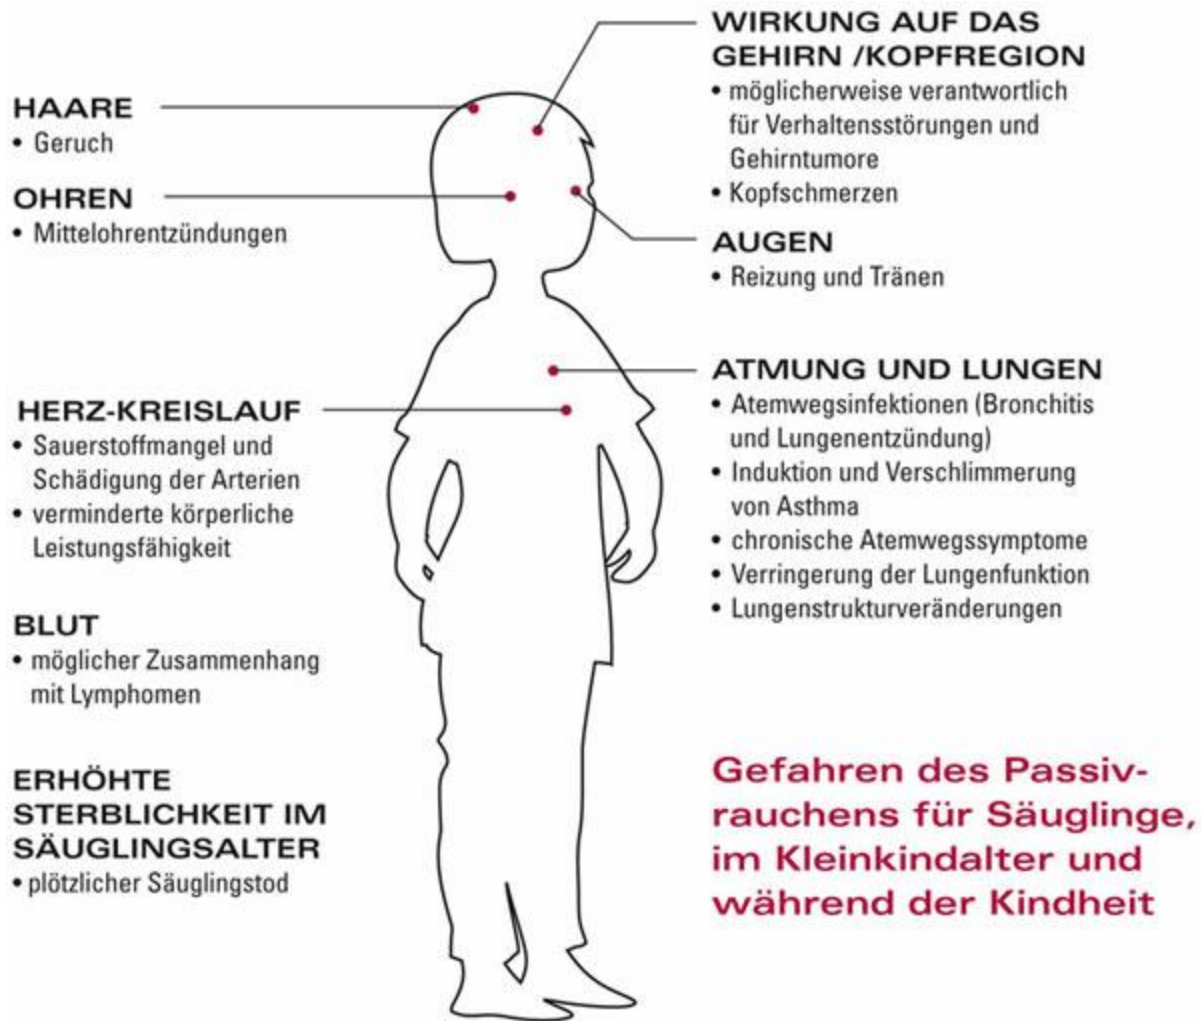 HAARE
• Geruch
OHREN
• Mittelohrentzündungen
HERZ-KREISLAUF
• Sauerstoffmangel und
Schädigung der Arterien
• verminderte körperliche
Leistungsfähigkeit
BLUT
• möglicher Zusammenhang
mit Lymphomen
ERHÖHTE
STERBLICHKEIT IM
SÄUGLINGSALTER
• plötzlicher Säuglingstod
WIRKUNG AUF DAS
GEHIRN /KOPFREGION
• möglicherweise verantwortlich
für Verhaltensstörungen und
Gehirntumore
• Kopfschmerzen
AUGEN
• Reizung und Tränen
ATMUNG UND LUNGEN
• Atemwegsinfektionen (Bronchitis
und Lungenentzündung)
• Induktion und Verschlimmerung
von Asthma
• chronische Atemwegssymptome
• Verringerung der Lungenfunktion
• Lungenstrukturveränderungen
Gefahren des Passiv-
rauchens für Säuglinge,
im Kleinkindalter und
während der Kindheit